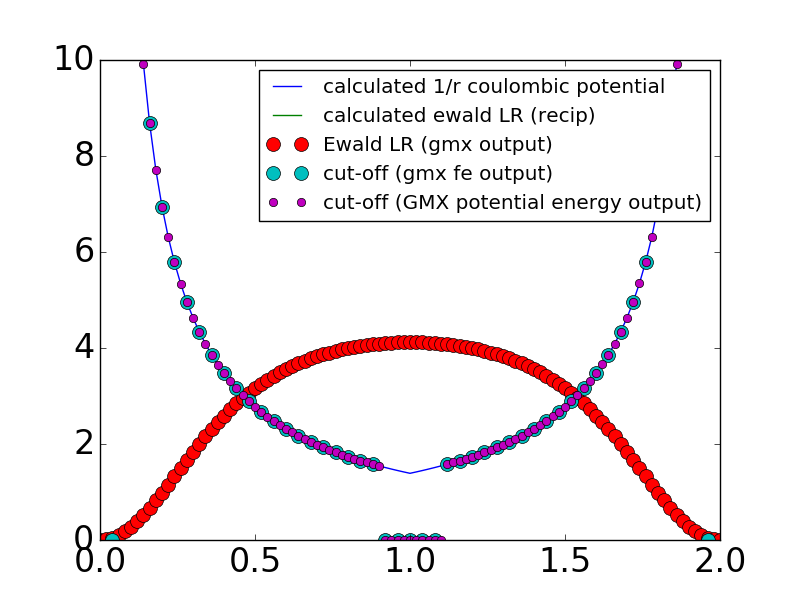 10
8
6
4
2
0
0.0 0.5 1.0 1.5 2.0
calculated 1/r coulombic potential
calculated ewald LR (recip)
Ewald LR (gmx output)
cut-off (gmx fe output)
cut-off (GMX potential energy output)